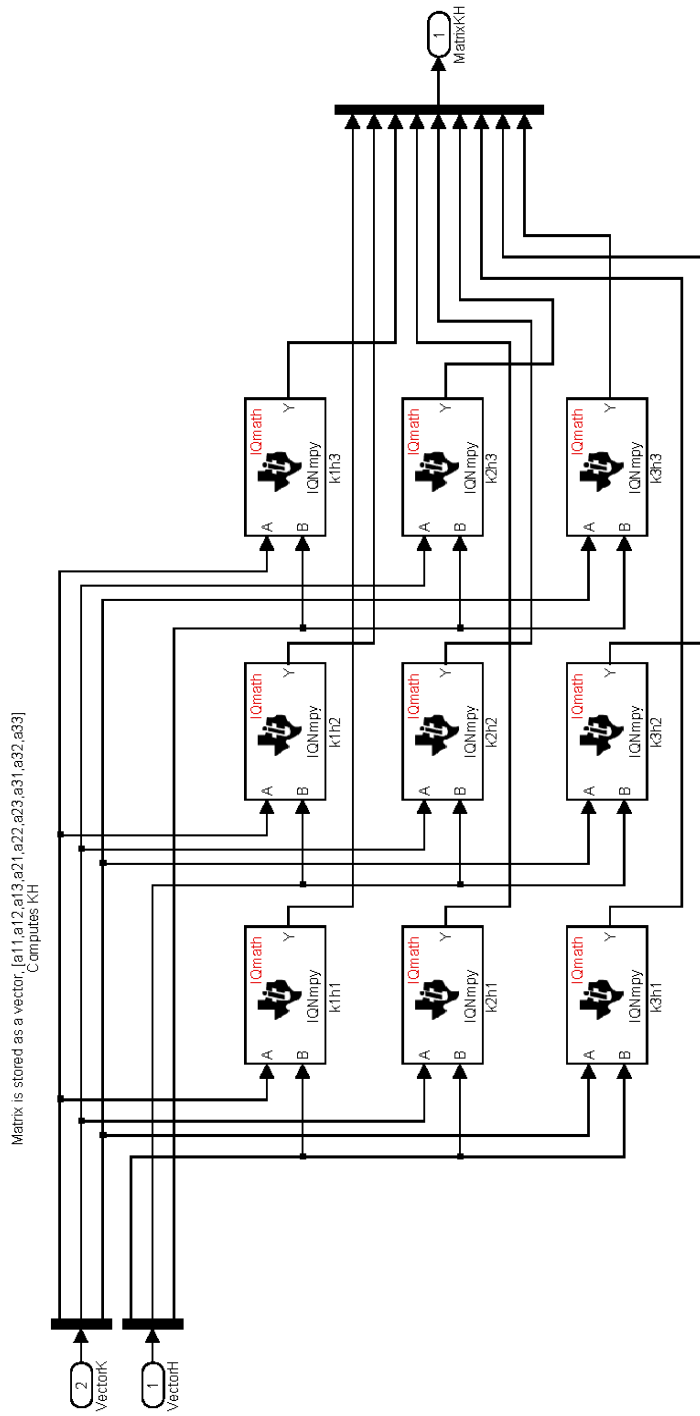 Matrix is stored as a vector, [a11,a12,a13,a21,a22,a23,a31,a32,a33]
Computes KH
2
VectorK
1
VectorH
A
B
Y
IQmath
IQNmpy
k1h1
A
B
Y
IQmath
IQNmpy
k1h2
A
B
Y
IQmath
IQNmpy
k1h3
A
B
Y
IQmath
IQNmpy
k2h1
A
B
Y
IQmath
IQNmpy
k2h2
A
B
Y
IQmath
IQNmpy
k2h3
A
B
Y
IQmath
IQNmpy
k3h1
A
B
Y
IQmath
IQNmpy
k3h2
A
B
Y
IQmath
IQNmpy
k3h3
1
MatrixKH